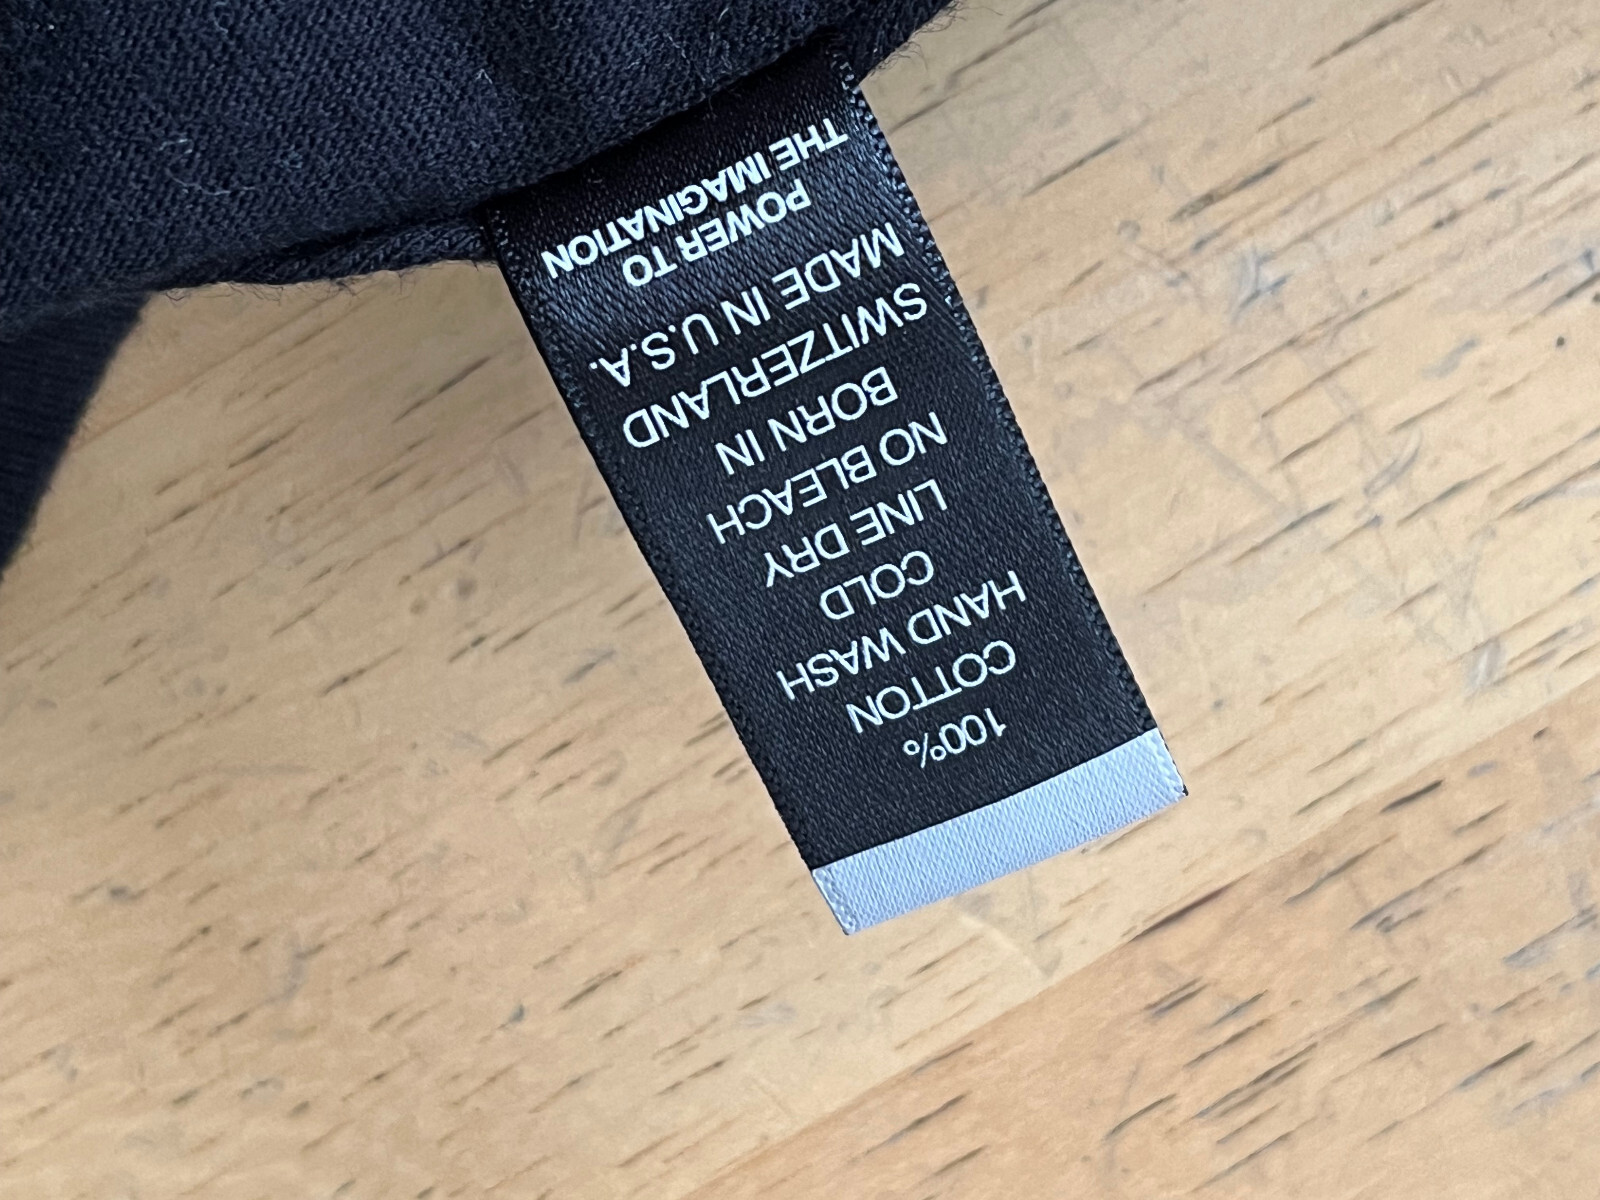 100%
COTTON
HAND WASH
COLD
LINE DRY
NO BLEACH
BORN IN
SWITZERLAND
MADE IN U.S.A.
POWER TO
THE IMAGINATION